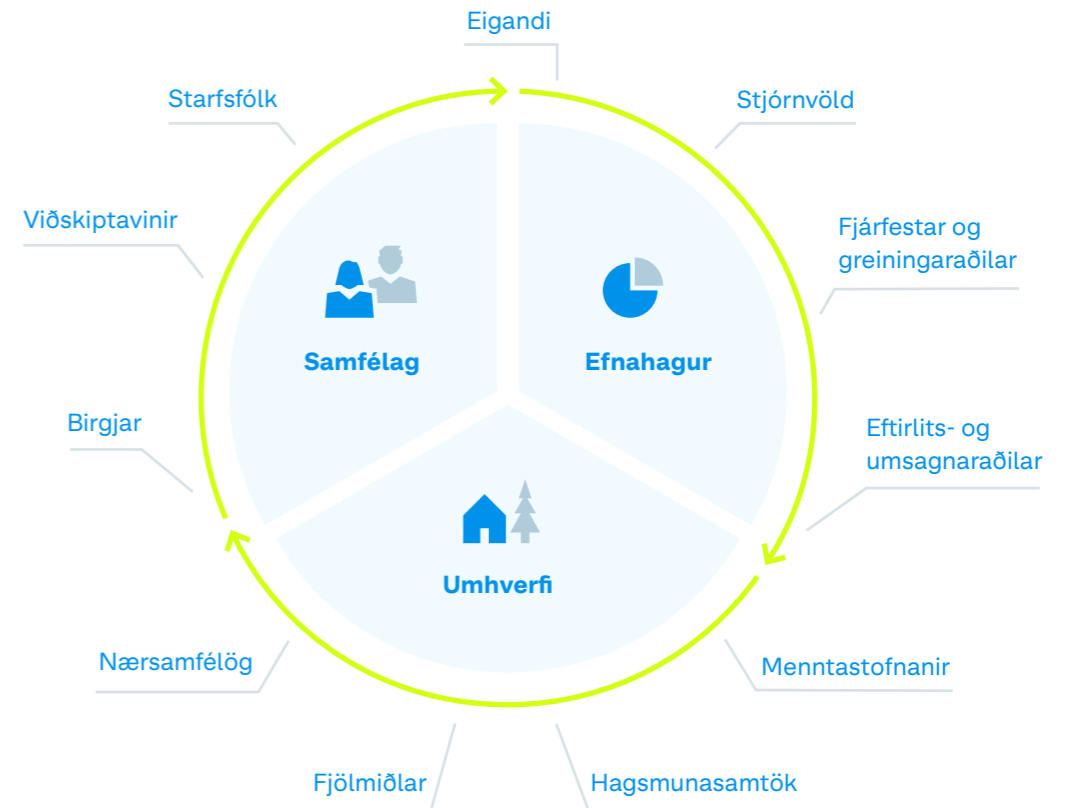 Eigandi
Starfsfólk
Stjórnvöld
Viðskiptavinir
Fjárfestar og
greiningaraðilar
Samfélag
Efnahagur
Birgjar
Eftirlits- og
umsagnaraðilar
Umhverfi
Nærsamfélög
Menntastofnanir
Fjölmiðlar
Hagsmunasamtök